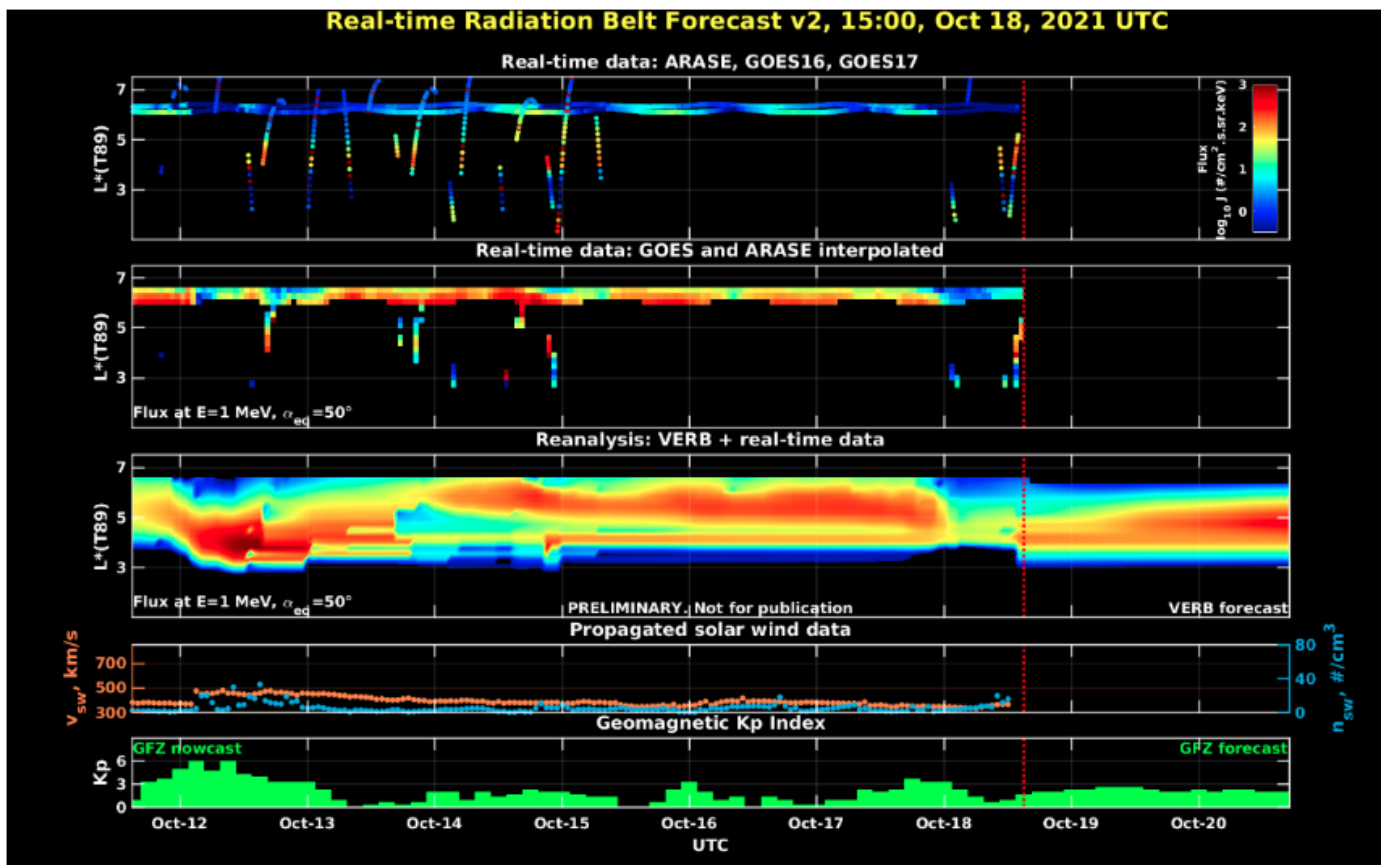 Real-time Radiation Belt Forecast v2, 15:00, Oct 18, 2021 UTC
Real-time data: ARASE, GOES16, GOES17
7
5
3
L*(T89)
Flux
log10 J (#/cm2.s.sr.keV)
3
2
1
0
Real-time data: GOES and ARASE interpolated
7
5
3
L*(T89)
Flux at E=1 MeV, αeq=50°
Reanalysis: VERB + real-time data
7
5
3
L*(T89)
Flux at E=1 MeV, αeq=50°
PRELIMINARY. Not for publication
VERB forecast
Propagated solar wind data
vsw, km/s
700
500
300
80
40
0
nsw, #/cm3
Geomagnetic Kp Index
GFZ nowcast
GFZ forecast
Kp
6
3
0
Oct-12 Oct-13 Oct-14 Oct-15 Oct-16 Oct-17 Oct-18 Oct-19 Oct-20
UTC